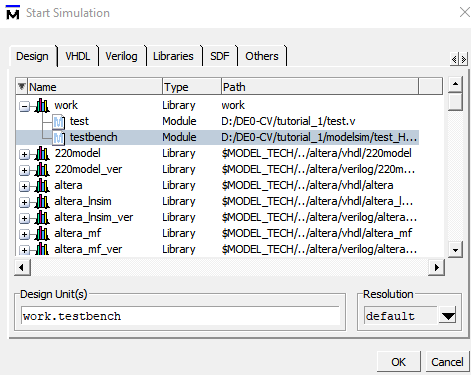 Start Simulation
Design VHDL Verilog Libraries SDF Others
Name Type Path
work Library work
test Module D:/DE0-CV/tutorial_1/test.v
testbench Module D:/DE0-CV/tutorial_1/modelsim/test_H...
220model Library $MODEL_TECH/../altera/vhdl/220model
220model_ver Library $MODEL_TECH/../altera/verilog/220m...
altera Library $MODEL_TECH/../altera/vhdl/altera
altera_lnsim Library $MODEL_TECH/../altera/vhdl/altera_l...
altera_lnsim_ver Library $MODEL_TECH/../altera/verilog/altera...
altera_mf Library $MODEL_TECH/../altera/vhdl/altera_mf
altera_mf_ver Library $MODEL_TECH/../altera/verilog/altera...
Design Unit(s) Resolution
work.testbench default
OK Cancel